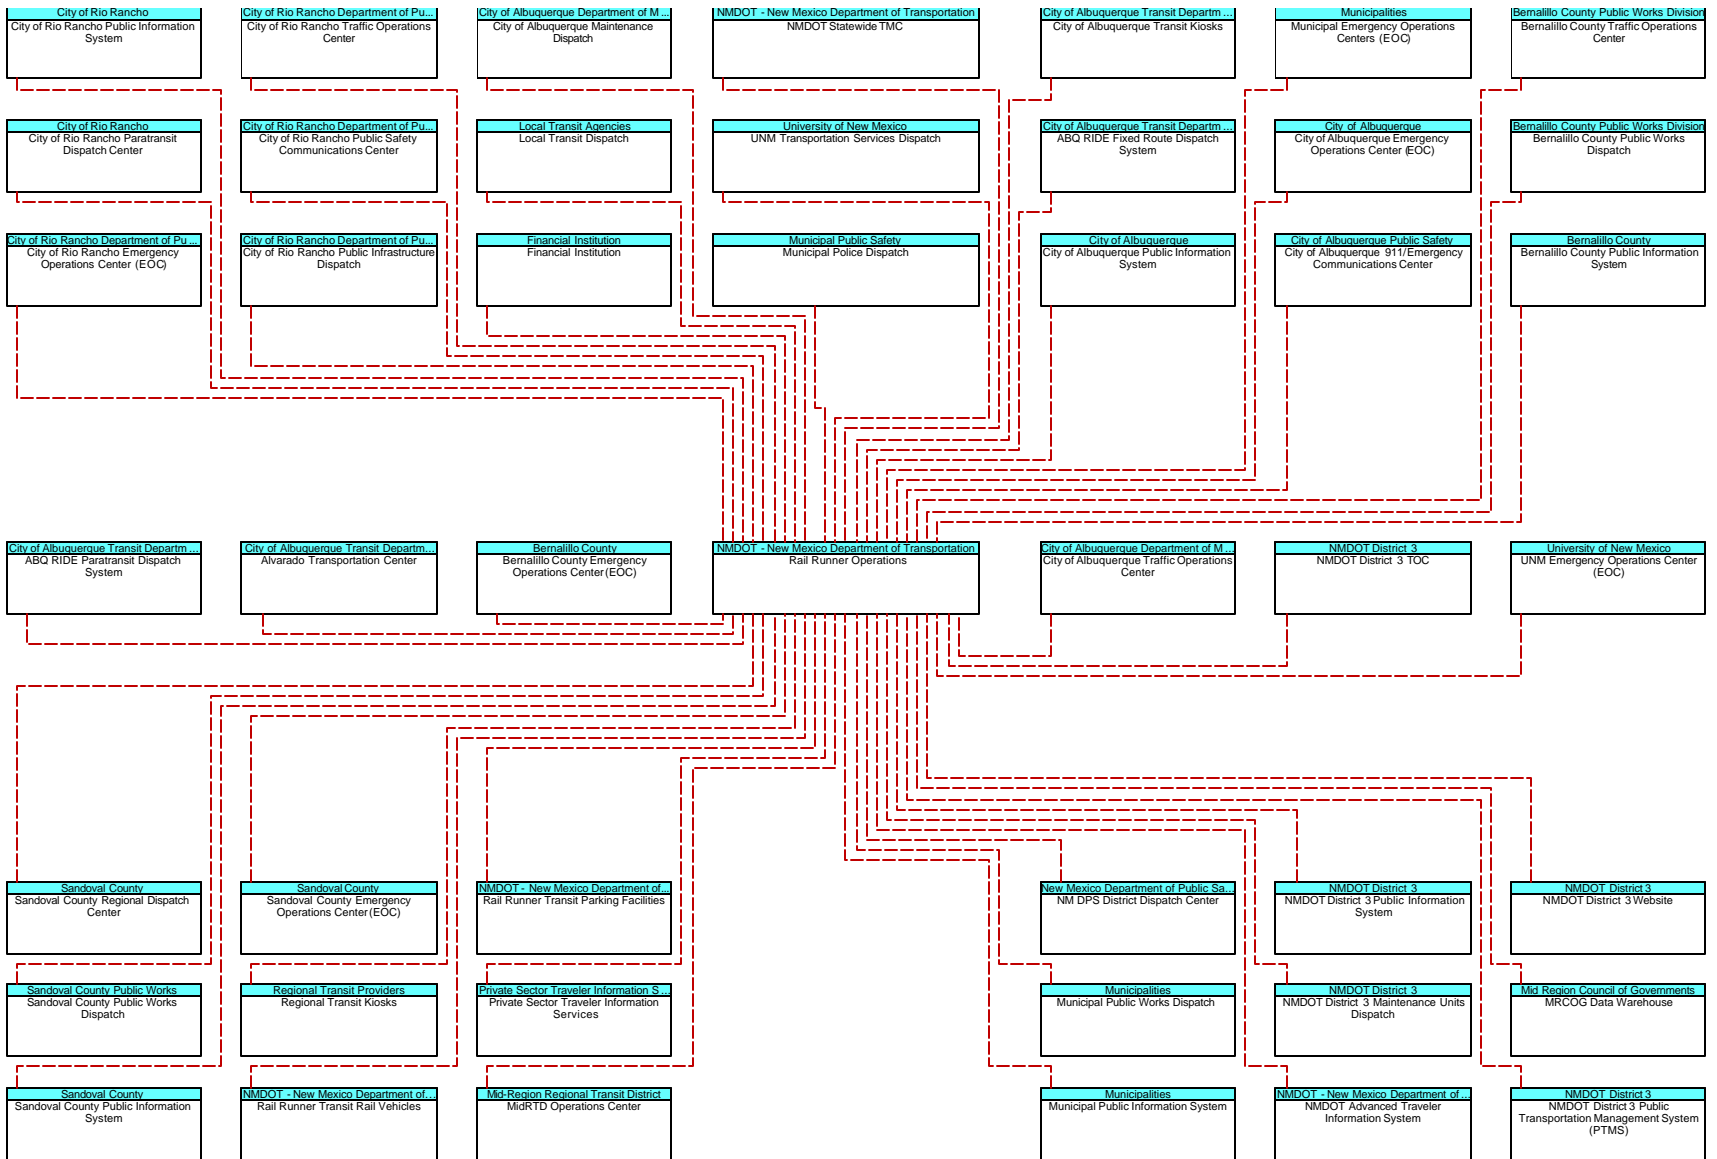 City of Rio Rancho
City of Rio Rancho Public Information
System
City of Rio Rancho Department of Pu...
City of Rio Rancho Traffic Operations
Center
City of Albuquerque Department of M...
City of Albuquerque Maintenance
Dispatch
NMDOT - New Mexico Department of Transportation
NMDOT Statewide TMC
City of Albuquerque Transit Departm...
City of Albuquerque Transit Kiosks
Municipalities
Municipal Emergency Operations
Centers (EOC)
Bernalillo County Public Works Division
Bernalillo County Traffic Operations
Center
City of Rio Rancho
City of Rio Rancho Paratransit
Dispatch Center
City of Rio Rancho Department of Pu...
City of Rio Rancho Public Safety
Communications Center
Local Transit Agencies
Local Transit Dispatch
University of New Mexico
UNM Transportation Services Dispatch
City of Albuquerque Transit Departm...
ABQ RIDE Fixed Route Dispatch
System
City of Albuquerque
City of Albuquerque Emergency
Operations Center (EOC)
Bernalillo County Public Works Division
Bernalillo County Public Works
Dispatch
City of Rio Rancho Department of Pu...
City of Rio Rancho Emergency
Operations Center (EOC)
City of Rio Rancho Department of Pu...
City of Rio Rancho Public Infrastructure
Dispatch
Financial Institution
Financial Institution
Municipal Public Safety
Municipal Police Dispatch
City of Albuquerque
City of Albuquerque Public Information
System
City of Albuquerque Public Safety
City of Albuquerque 911/Emergency
Communications Center
Bernalillo County
Bernalillo County Public Information
System
City of Albuquerque Transit Departm...
ABQ RIDE Paratransit Dispatch
System
City of Albuquerque Transit Departm...
Alvarado Transportation Center
Bernalillo County
Bernalillo County Emergency
Operations Center (EOC)
NMDOT - New Mexico Department of Transportation
Rail Runner Operations
City of Albuquerque Department of M...
City of Albuquerque Traffic Operations
Center
NMDOT District 3
NMDOT District 3 TOC
University of New Mexico
UNM Emergency Operations Center
(EOC)
Sandoval County
Sandoval County Regional Dispatch
Center
Sandoval County
Sandoval County Emergency
Operations Center (EOC)
NMDOT - New Mexico Department of...
Rail Runner Transit Parking Facilities
New Mexico Department of Public Sa...
NM DPS District Dispatch Center
NMDOT District 3
NMDOT District 3 Public Information
System
NMDOT District 3
NMDOT District 3 Website
Sandoval County Public Works
Sandoval County Public Works
Dispatch
Regional Transit Providers
Regional Transit Kiosks
Private Sector Traveler Information S...
Private Sector Traveler Information
Services
Municipalities
Municipal Public Works Dispatch
NMDOT District 3
NMDOT District 3 Maintenance Units
Dispatch
Mid Region Council of Governments
MRCOG Data Warehouse
Sandoval County
Sandoval County Public Information
System
NMDOT - New Mexico Department of...
Rail Runner Transit Rail Vehicles
Mid-Region Regional Transit District
MidRTD Operations Center
Municipalities
Municipal Public Information System
NMDOT - New Mexico Department of...
NMDOT Advanced Traveler
Information System
NMDOT District 3
NMDOT District 3 Public
Transportation Management System
(PTMS)